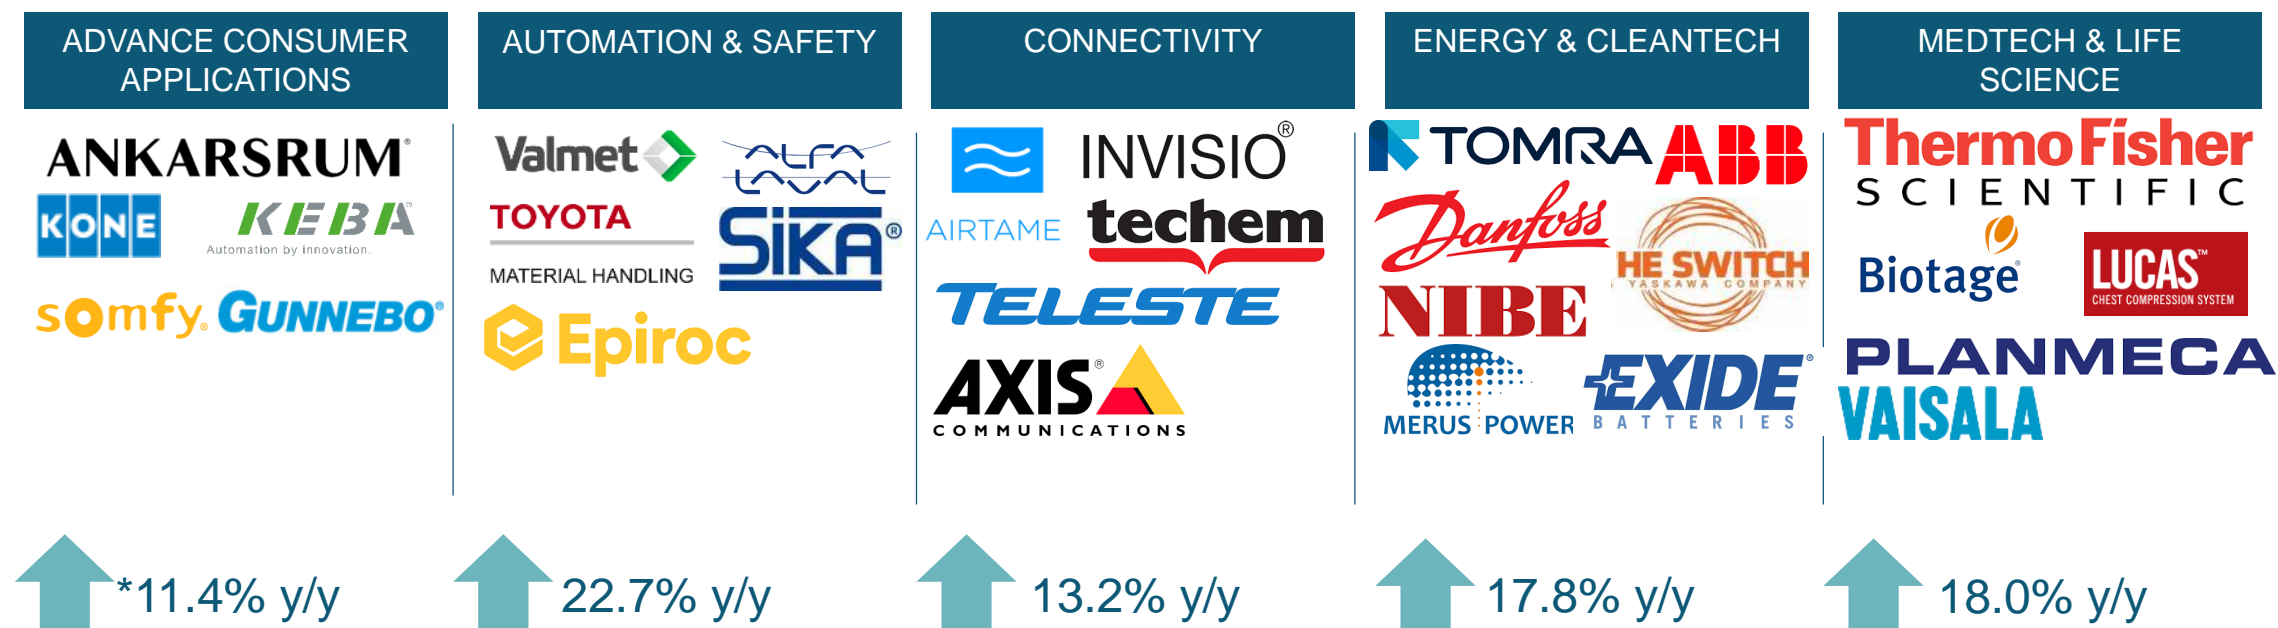 ADVANCE CONSUMER
APPLICATIONS
ANKARSRUM®
KONE
KEBA®
Automation by innovation.
somfy®
GUNNEBO®
*11.4% y/y
AUTOMATION & SAFETY
Valmet
ALFA
LAVAL
TOYOTA
MATERIAL HANDLING
SIKA®
Epiroc
22.7% y/y
CONNECTIVITY
AIRTAME
INVISIO®
techem
TELESTE
AXIS®
COMMUNICATIONS
13.2% y/y
ENERGY & CLEANTECH
TOMRA
ABB
Danfoss
HE SWITCH
YASKAWA COMPANY
NIBE
MERUS POWER
EXIDE®
BATTERIES
17.8% y/y
MEDTECH & LIFE
SCIENCE
ThermoFisher
SCIENTIFIC
Biotage®
LUCAS™
CHEST COMPRESSION SYSTEM
PLANMECA
VAISALA
18.0% y/y